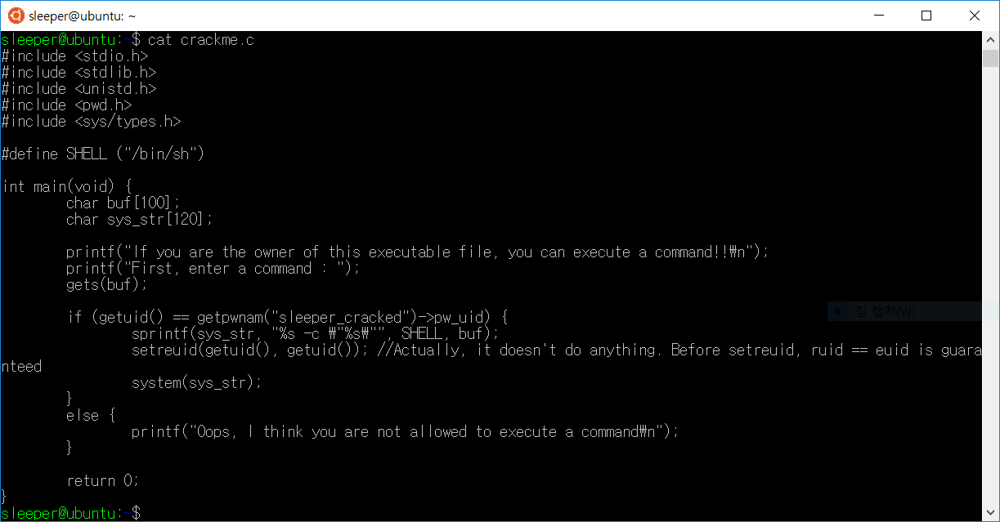 sleeper@ubuntu: ~
sleeper@ubuntu:~$ cat crackme.c
#include <stdio.h>
#include <stdlib.h>
#include <unistd.h>
#include <pwd.h>
#include <sys/types.h>
#define SHELL ("/bin/sh")
int main(void) {
char buf[100];
char sys_str[120];
printf("If you are the owner of this executable file, you can execute a command!!₩n");
printf("First, enter a command : ");
gets(buf);
창 캡처(W)
if (getuid() == getpwnam("sleeper_cracked")->pw_uid) {
sprintf(sys_str, "%s -c ₩"%s₩"", SHELL, buf);
setreuid(getuid(), getuid()); //Actually, it doesn't do anything. Before setreuid, ruid == euid is guara
nteed
system(sys_str);
}
else {
printf("Oops, I think you are not allowed to execute a command₩n");
}
return 0;
}
sleeper@ubuntu:~$